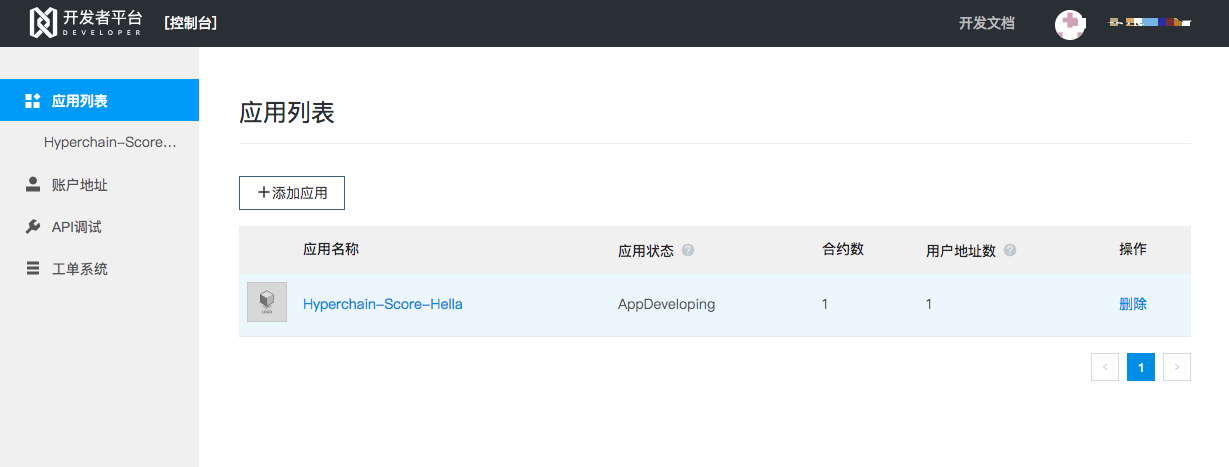 开发者平台 [控制台] 开发文档
DEVELOPER
应用列表
Hyperchain-Score...
账户地址
API调试
工单系统
应用列表
+添加应用
应用名称 应用状态 ? 合约数 用户地址数 ? 操作
LOGO Hyperchain-Score-Hella AppDeveloping 1 1 删除
< 1 >